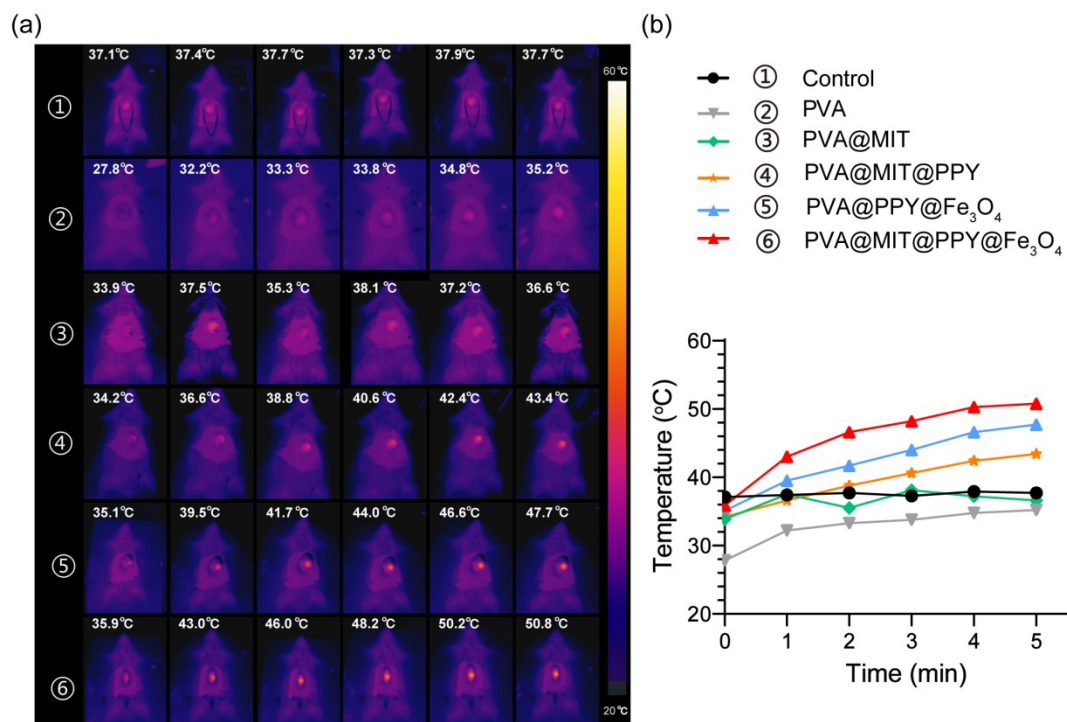 (a)
37.1℃ 37.4℃ 37.7℃ 37.3℃ 37.9℃ 37.7℃
①
27.8℃ 32.2℃ 33.3℃ 33.8℃ 34.8℃ 35.2℃
②
33.9℃ 37.5℃ 35.3℃ 38.1℃ 37.2℃ 36.6℃
③
34.2℃ 36.6℃ 38.8℃ 40.6℃ 42.4℃ 43.4℃
④
35.1℃ 39.5℃ 41.7℃ 44.0℃ 46.6℃ 47.7℃
⑤
35.9℃ 43.0℃ 46.0℃ 48.2℃ 50.2℃ 50.8℃
⑥
60℃
20℃
(b)
① Control
② PVA
③ PVA@MIT
④ PVA@MIT@PPY
⑤ PVA@PPY@Fe₃O₄
⑥ PVA@MIT@PPY@Fe₃O₄
Temperature (°C)
60
50
40
30
20
0 1 2 3 4 5
Time (min)